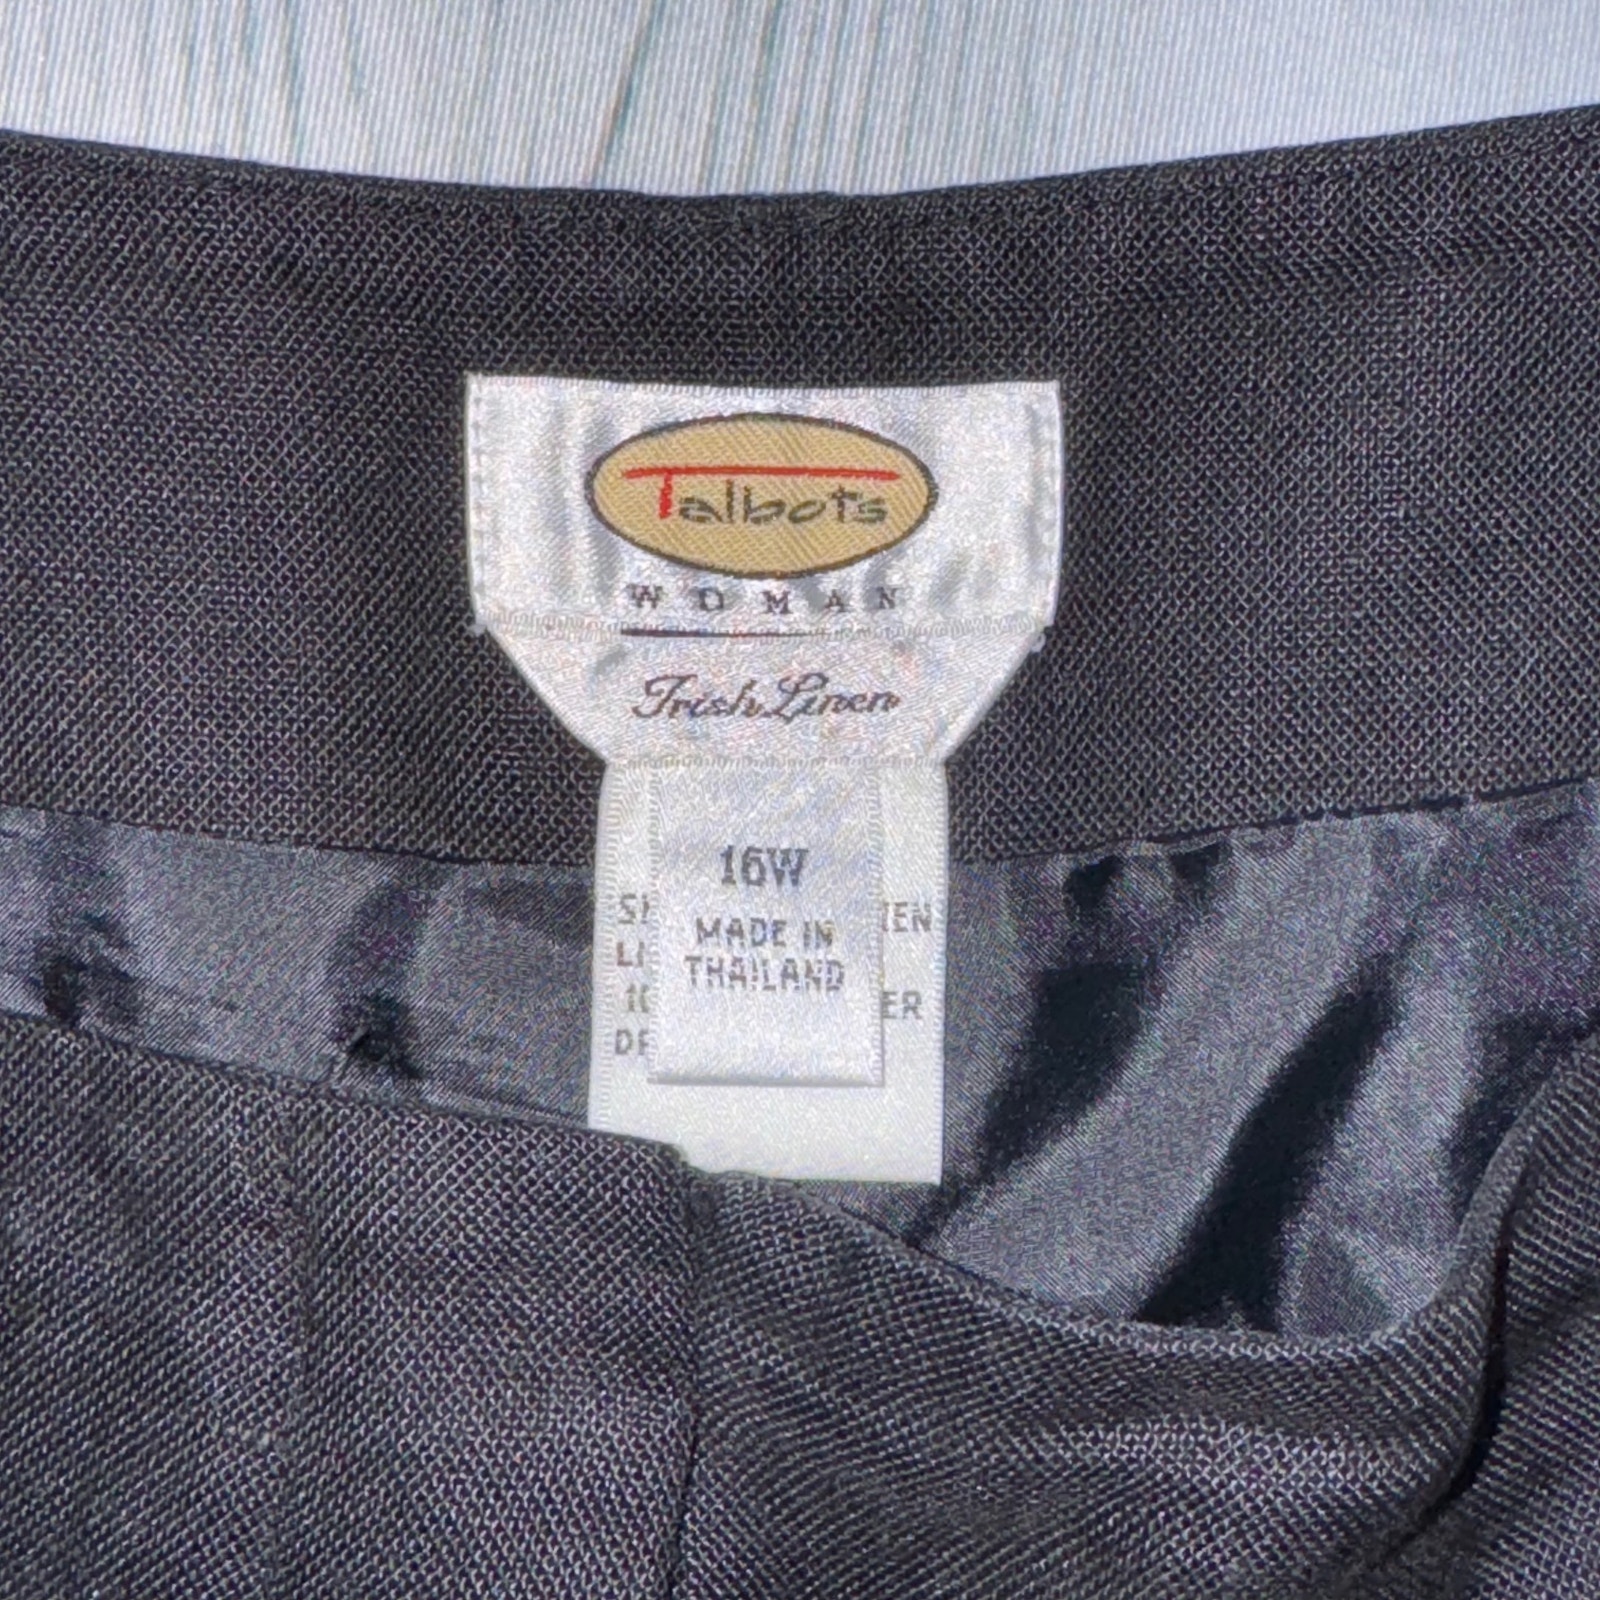 Talbots
WOMAN
Irish Linen
16W
MADE IN
THAILAND